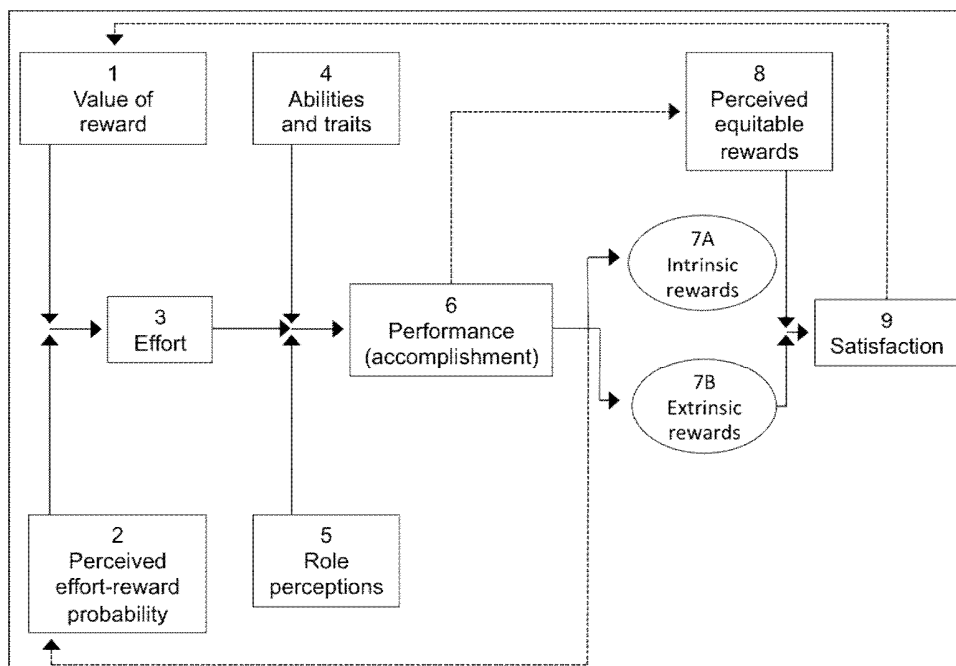 1
Value of
reward
4
Abilities
and traits
8
Perceived
equitable
rewards
7A
Intrinsic
rewards
3
Effort
6
Performance
(accomplishment)
9
Satisfaction
7B
Extrinsic
rewards
2
Perceived
effort-reward
probability
5
Role
perceptions